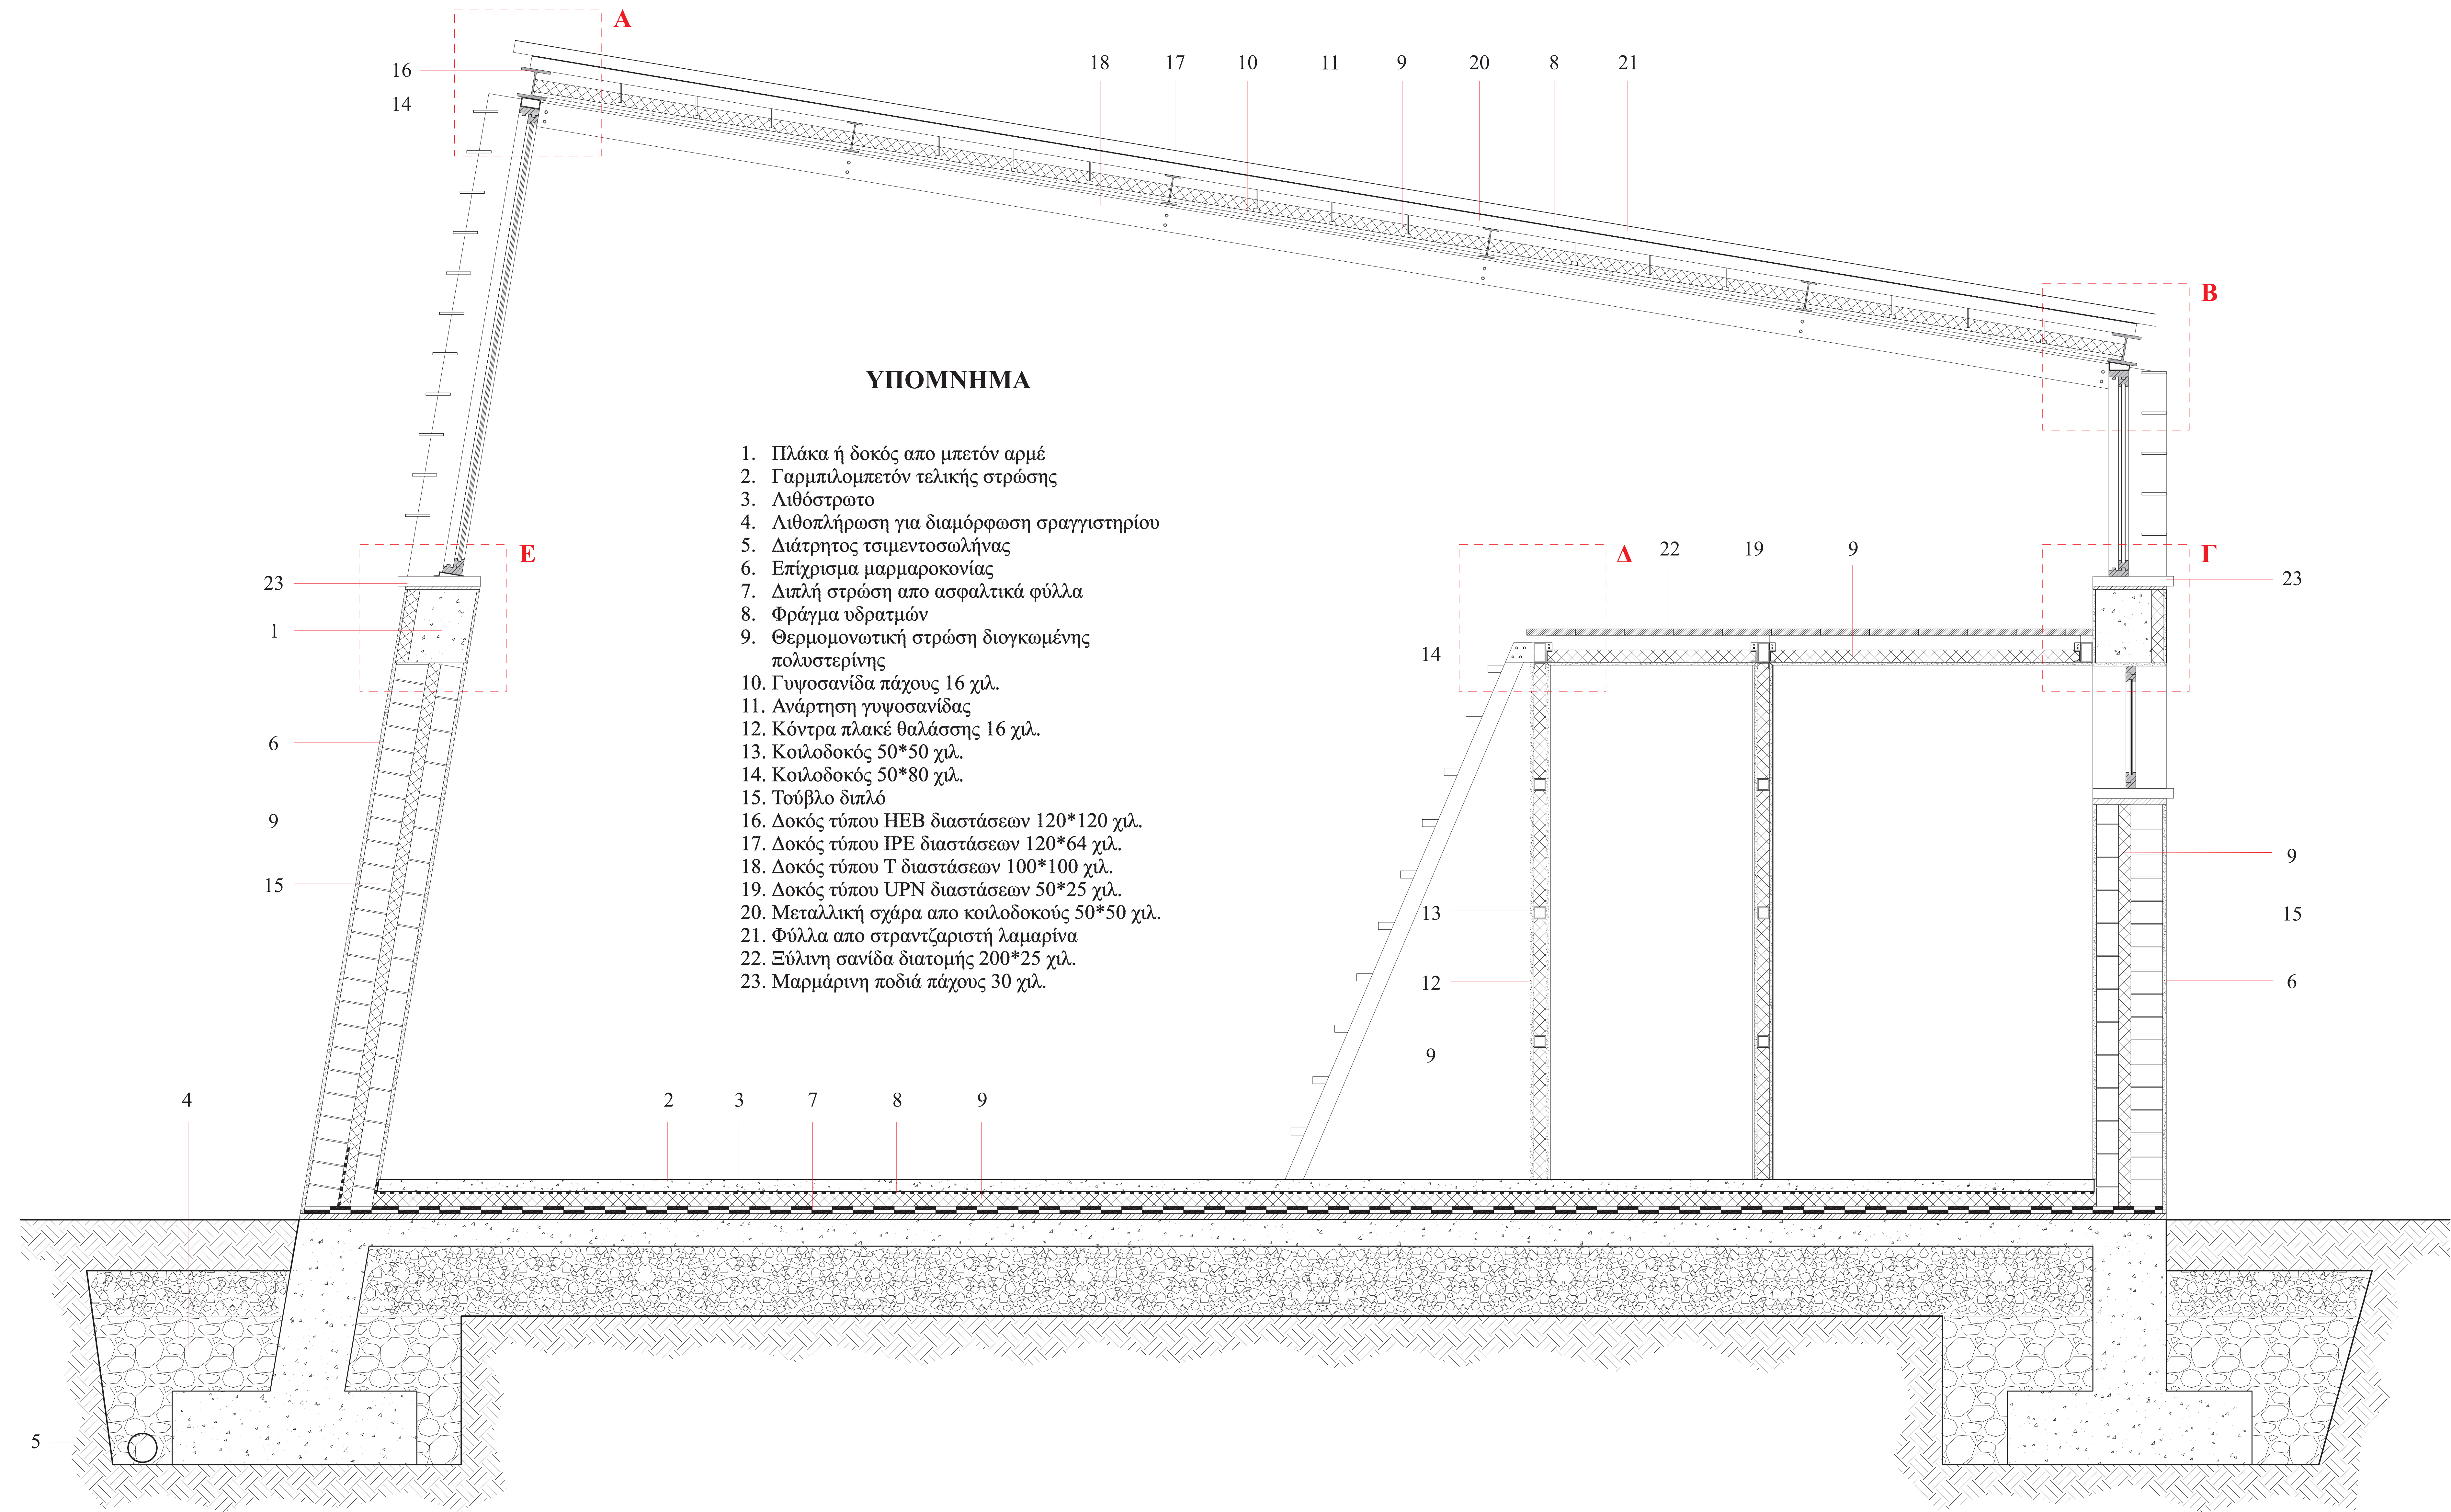 Α
16
18
17
10
11
9
20
8
21
14
Β
ΥΠΟΜΝΗΜΑ
1. Πλάκα ή δοκός απο μπετόν αρμέ
2. Γαρμπιλομπετόν τελικής στρώσης
3. Λιθόστρωτο
4. Λιθοπλήρωση για διαμόρφωση σραγγιστηρίου
5. Διάτρητος τσιμεντοσωλήνας
6. Επίχρισμα μαρμαροκονίας
7. Διπλή στρώση απο ασφαλτικά φύλλα
8. Φράγμα υδρατμών
9. Θερμομονωτική στρώση διογκωμένης
πολυστερίνης
10. Γυψοσανίδα πάχους 16 χιλ.
11. Ανάρτηση γυψοσανίδας
12. Κόντρα πλακέ θαλάσσης 16 χιλ.
13. Κοιλοδοκός 50*50 χιλ.
14. Κοιλοδοκός 50*80 χιλ.
15. Τούβλο διπλό
16. Δοκός τύπου HEB διαστάσεων 120*120 χιλ.
17. Δοκός τύπου IPE διαστάσεων 120*64 χιλ.
18. Δοκός τύπου T διαστάσεων 100*100 χιλ.
19. Δοκός τύπου UPN διαστάσεων 50*25 χιλ.
20. Μεταλλική σχάρα απο κοιλοδοκούς 50*50 χιλ.
21. Φύλλα απο στραντζαριστή λαμαρίνα
22. Ξύλινη σανίδα διατομής 200*25 χιλ.
23. Μαρμάρινη ποδιά πάχους 30 χιλ.
Ε
Δ
22
19
9
Γ
23
23
1
14
6
9
15
9
15
13
12
6
9
4
2
3
7
8
9
5